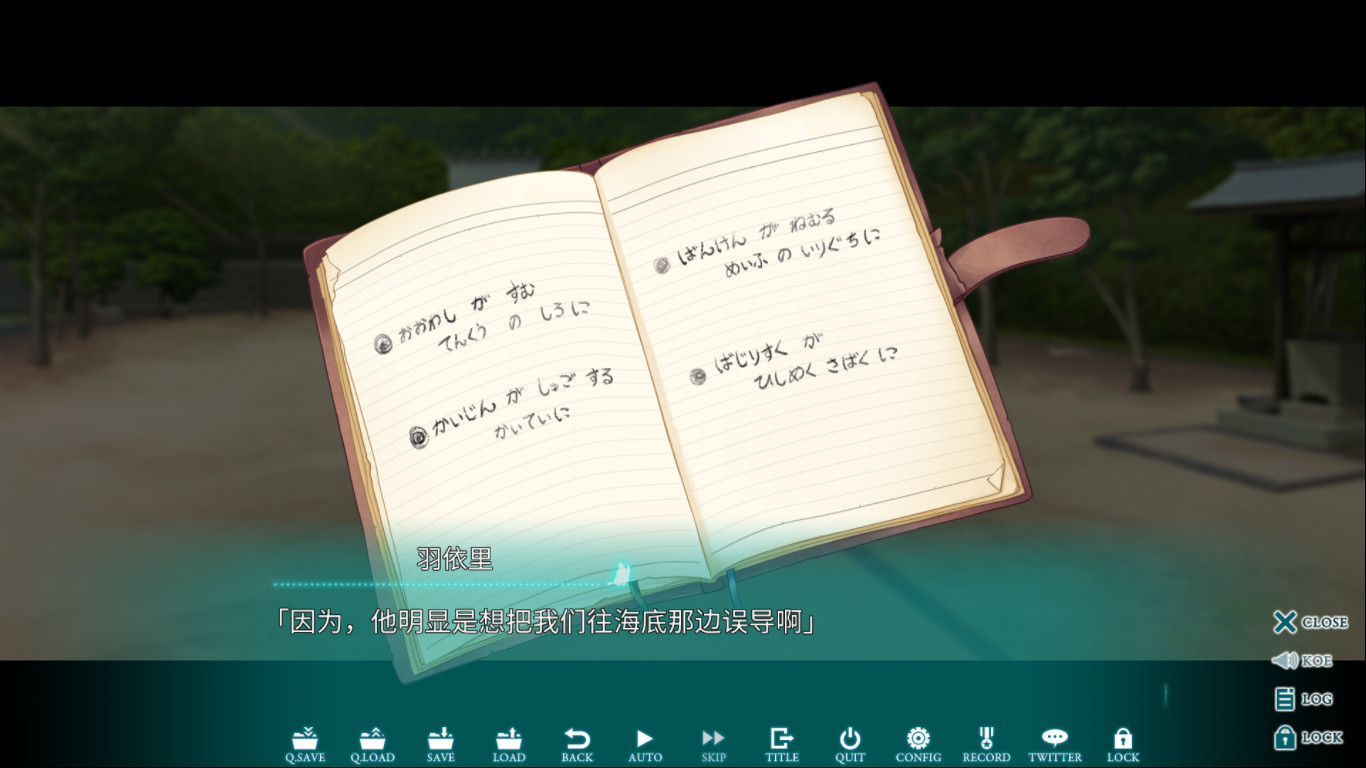 おおわし が すむ
てんくう の しろ に
かいじん が しゅご する
かいていに
ばんけん が ねむる
めいふ の いりぐちに
ばじりすく が
ひしめく さばく に
羽依里
「因为，他明显是想把我们往海底那边误导啊」
CLOSE
KOE
LOG
LOCK
Q.SAVE Q.LOAD SAVE LOAD BACK AUTO SKIP TITLE QUIT CONFIG RECORD TWITTER LOCK